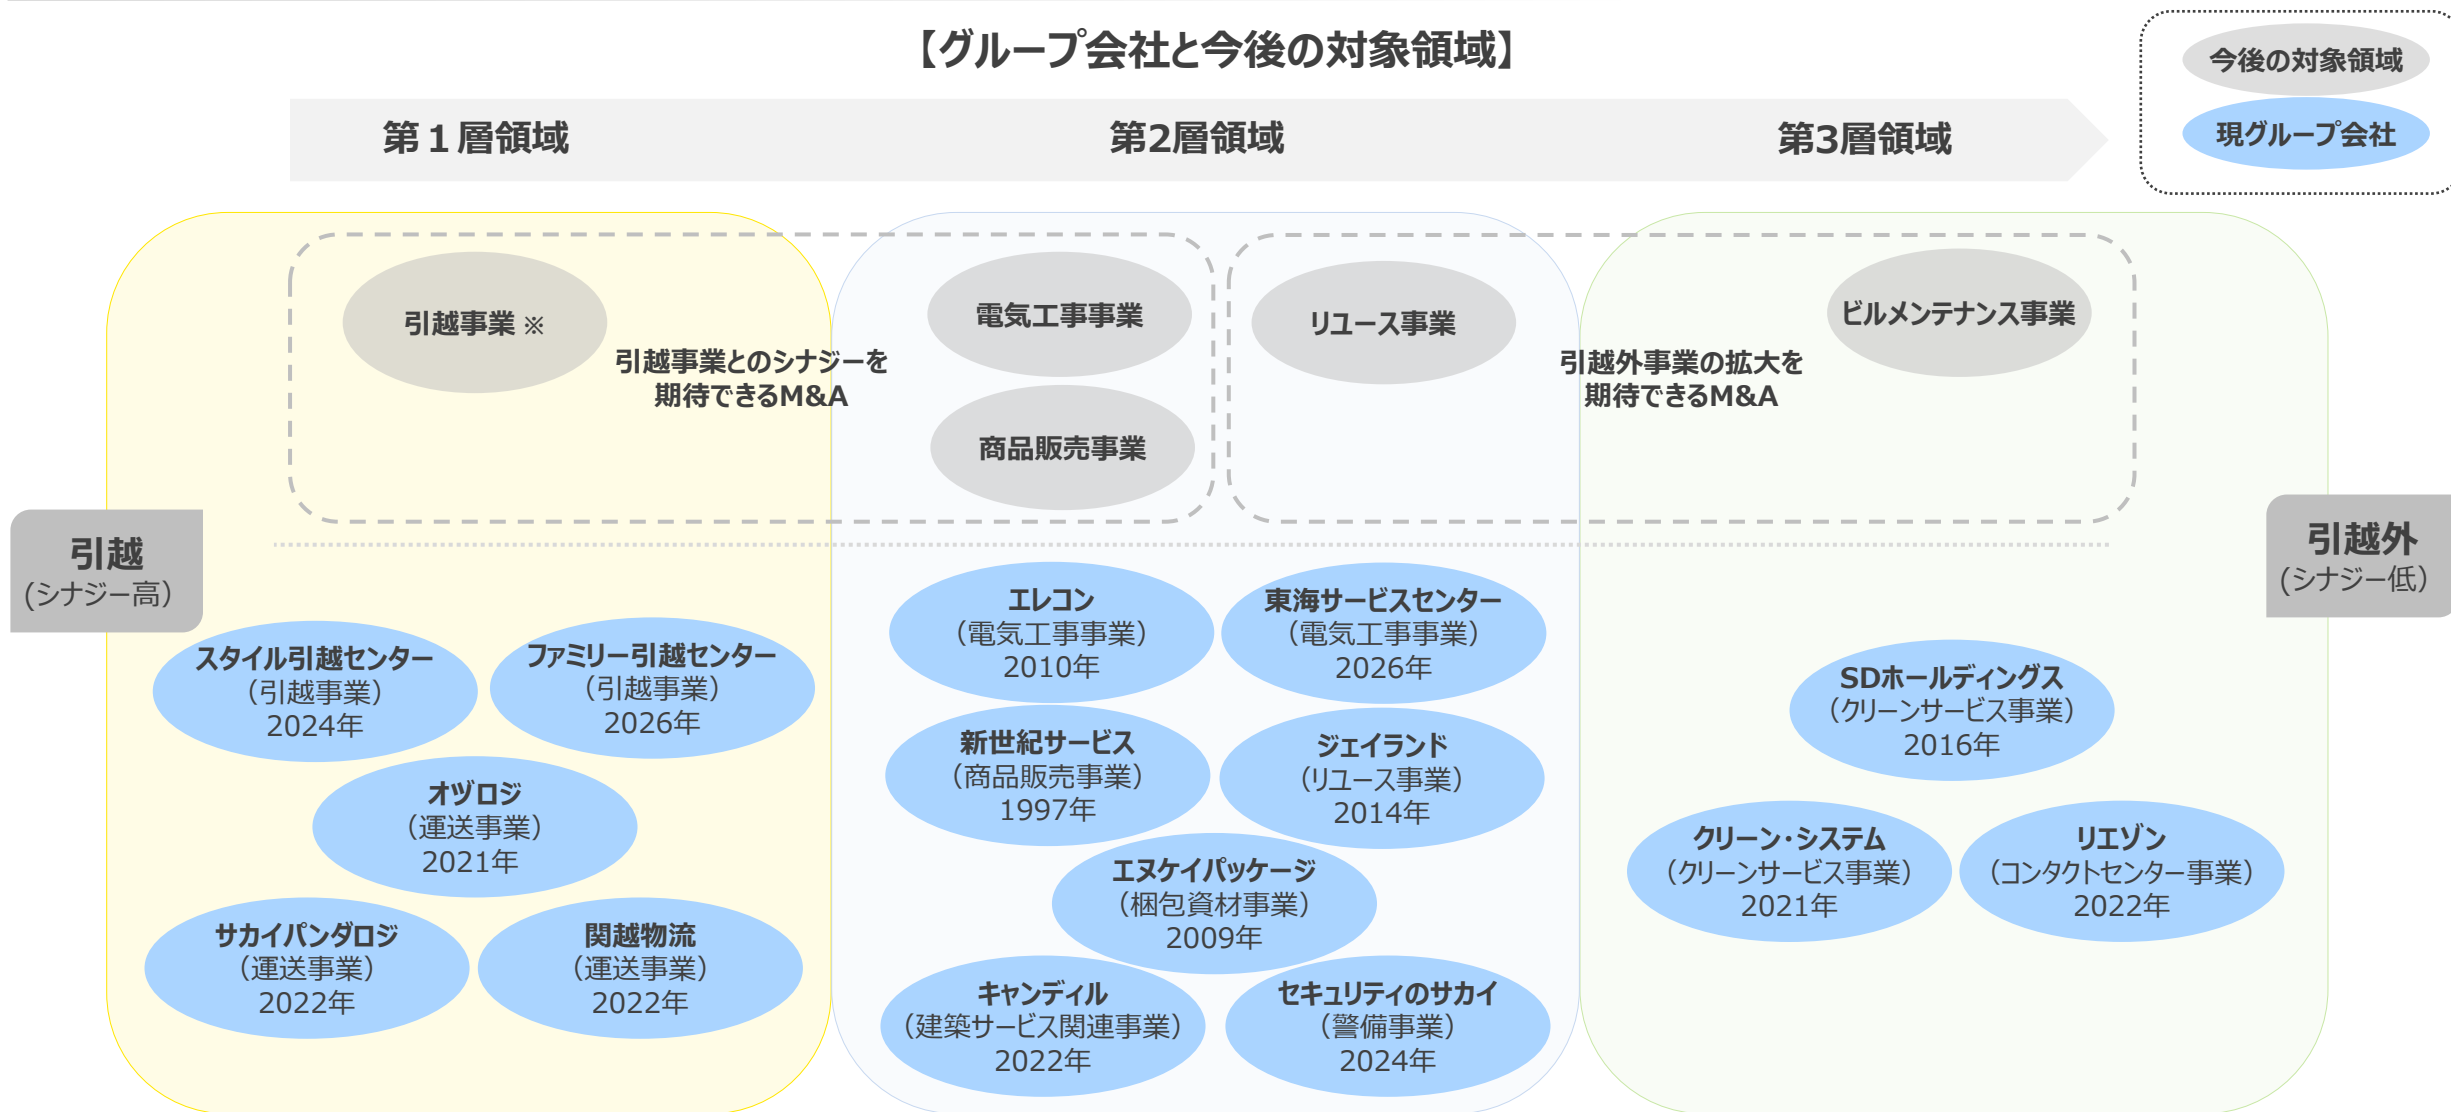 【グループ会社と今後の対象領域】
今後の対象領域
現グループ会社
第１層領域
第2層領域
第3層領域
引越事業 ※
引越事業とのシナジーを
期待できるM&A
電気工事事業
商品販売事業
リユース事業
引越外事業の拡大を
期待できるM&A
ビルメンテナンス事業
引越
(シナジー高）
引越外
(シナジー低）
スタイル引越センター
（引越事業）
2024年
ファミリー引越センター
（引越事業）
2026年
オヅロジ
（運送事業）
2021年
サカイパンダロジ
（運送事業）
2022年
関越物流
（運送事業）
2022年
エレコン
（電気工事事業）
2010年
東海サービスセンター
（電気工事事業）
2026年
新世紀サービス
（商品販売事業）
1997年
ジェイランド
（リユース事業）
2014年
エヌケイパッケージ
（梱包資材事業）
2009年
キャンディル
（建築サービス関連事業）
2022年
セキュリティのサカイ
（警備事業）
2024年
SDホールディングス
（クリーンサービス事業）
2016年
クリーン・システム
（クリーンサービス事業）
2021年
リエゾン
（コンタクトセンター事業）
2022年